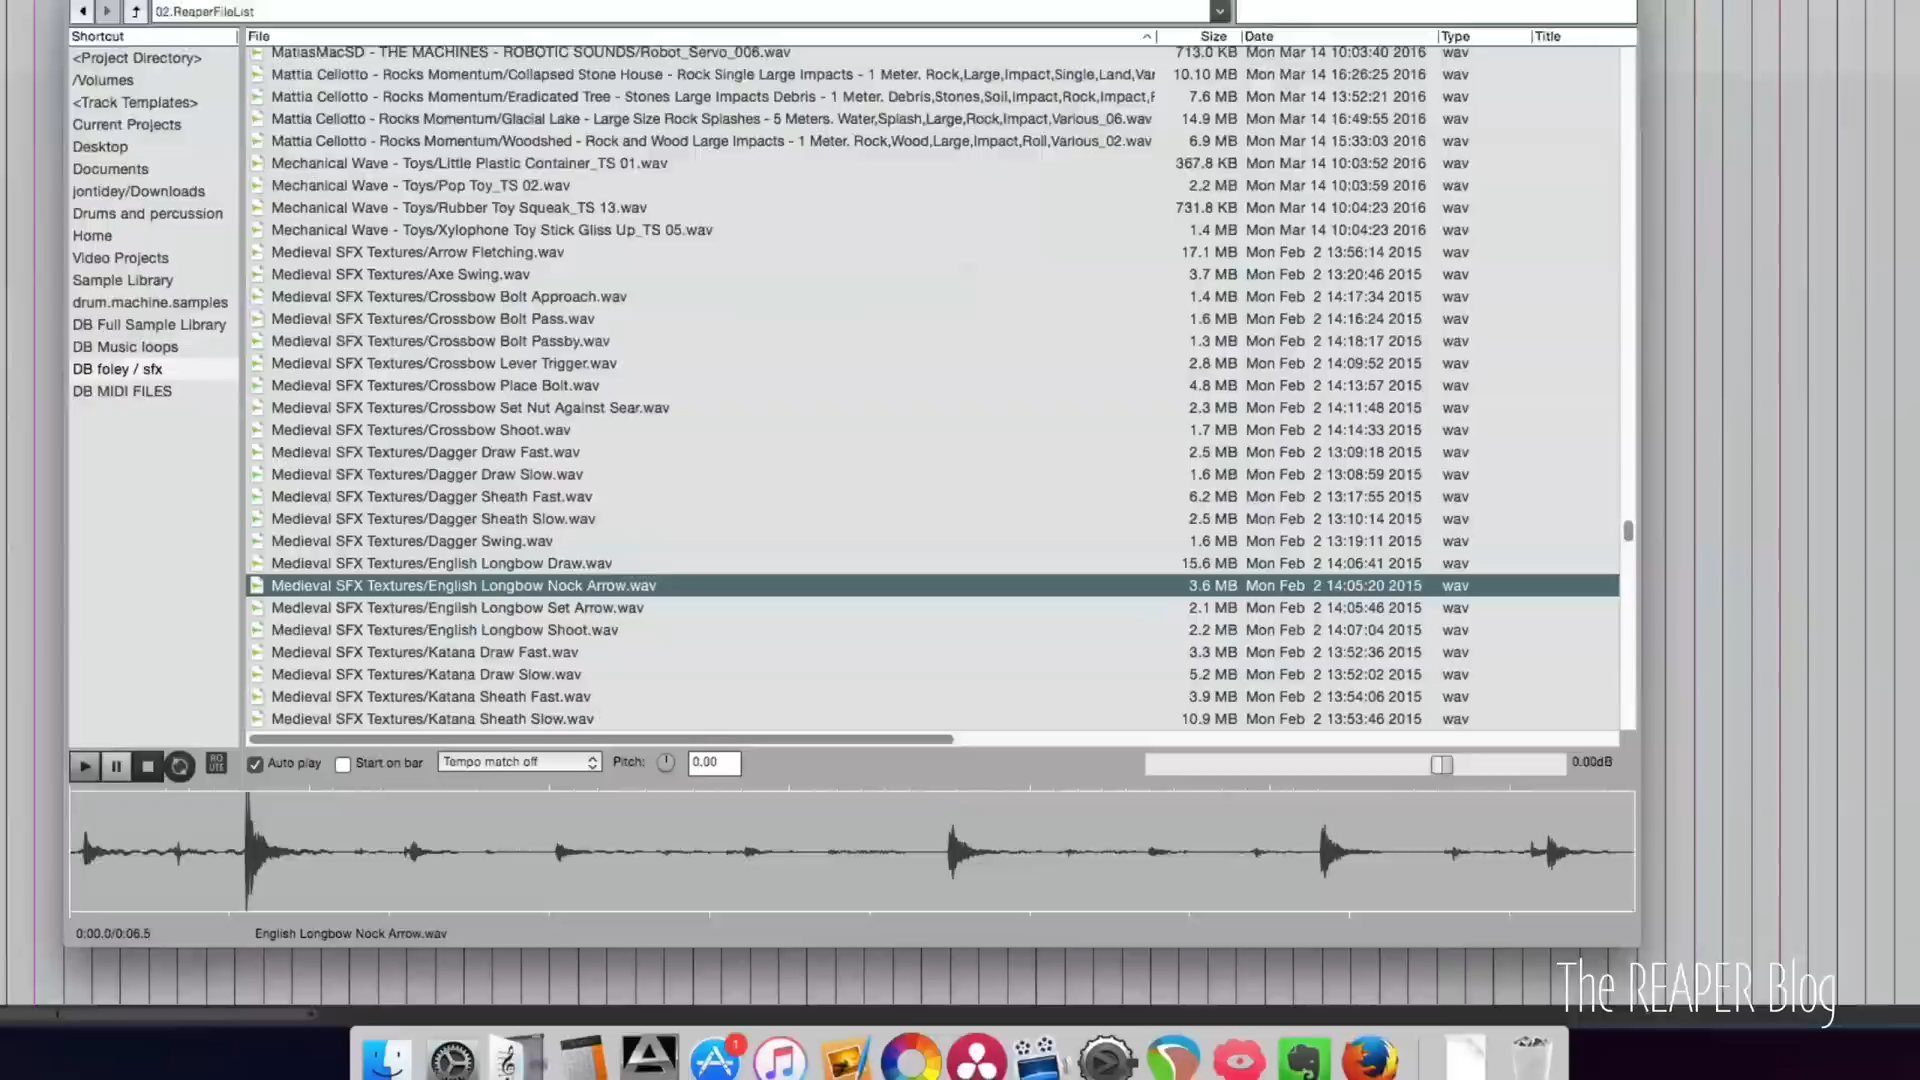 02.ReaperFileList
Shortcut File Size Date Type Title
<Project Directory>
/Volumes
<Track Templates>
Current Projects
Desktop
Documents
jontidey/Downloads
Drums and percussion
Home
Video Projects
Sample Library
drum.machine.samples
DB Full Sample Library
DB Music loops
DB foley / sfx
DB MIDI FILES
MatiasMacSD - THE MACHINES - ROBOTIC SOUNDS/Robot_Servo_006.wav 713.0 KB Mon Mar 14 10:03:40 2016 wav
Mattia Cellotto - Rocks Momentum/Collapsed Stone House - Rock Single Large Impacts - 1 Meter. Rock,Large,Impact,Single,Land,Var 10.10 MB Mon Mar 14 16:26:25 2016 wav
Mattia Cellotto - Rocks Momentum/Eradicated Tree - Stones Large Impacts Debris - 1 Meter. Debris,Stones,Soil,Impact,Rock,Impact,F 7.6 MB Mon Mar 14 13:52:21 2016 wav
Mattia Cellotto - Rocks Momentum/Glacial Lake - Large Size Rock Splashes - 5 Meters. Water,Splash,Large,Rock,Impact,Various_06.wav 14.9 MB Mon Mar 14 16:49:55 2016 wav
Mattia Cellotto - Rocks Momentum/Woodshed - Rock and Wood Large Impacts - 1 Meter. Rock,Wood,Large,Impact,Roll,Various_02.wav 6.9 MB Mon Mar 14 15:33:03 2016 wav
Mechanical Wave - Toys/Little Plastic Container_TS 01.wav 367.8 KB Mon Mar 14 10:03:52 2016 wav
Mechanical Wave - Toys/Pop Toy_TS 02.wav 2.2 MB Mon Mar 14 10:03:59 2016 wav
Mechanical Wave - Toys/Rubber Toy Squeak_TS 13.wav 731.8 KB Mon Mar 14 10:04:23 2016 wav
Mechanical Wave - Toys/Xylophone Toy Stick Gliss Up_TS 05.wav 1.4 MB Mon Mar 14 10:04:23 2016 wav
Medieval SFX Textures/Arrow Fletching.wav 17.1 MB Mon Feb 2 13:56:14 2015 wav
Medieval SFX Textures/Axe Swing.wav 3.7 MB Mon Feb 2 13:20:46 2015 wav
Medieval SFX Textures/Crossbow Bolt Approach.wav 1.4 MB Mon Feb 2 14:17:34 2015 wav
Medieval SFX Textures/Crossbow Bolt Pass.wav 1.6 MB Mon Feb 2 14:16:24 2015 wav
Medieval SFX Textures/Crossbow Bolt Passby.wav 1.3 MB Mon Feb 2 14:18:17 2015 wav
Medieval SFX Textures/Crossbow Lever Trigger.wav 2.8 MB Mon Feb 2 14:09:52 2015 wav
Medieval SFX Textures/Crossbow Place Bolt.wav 4.8 MB Mon Feb 2 14:13:57 2015 wav
Medieval SFX Textures/Crossbow Set Nut Against Sear.wav 2.3 MB Mon Feb 2 14:11:48 2015 wav
Medieval SFX Textures/Crossbow Shoot.wav 1.7 MB Mon Feb 2 14:14:33 2015 wav
Medieval SFX Textures/Dagger Draw Fast.wav 2.5 MB Mon Feb 2 13:09:18 2015 wav
Medieval SFX Textures/Dagger Draw Slow.wav 1.6 MB Mon Feb 2 13:08:59 2015 wav
Medieval SFX Textures/Dagger Sheath Fast.wav 6.2 MB Mon Feb 2 13:17:55 2015 wav
Medieval SFX Textures/Dagger Sheath Slow.wav 2.5 MB Mon Feb 2 13:10:14 2015 wav
Medieval SFX Textures/Dagger Swing.wav 1.6 MB Mon Feb 2 13:19:11 2015 wav
Medieval SFX Textures/English Longbow Draw.wav 15.6 MB Mon Feb 2 14:06:41 2015 wav
Medieval SFX Textures/English Longbow Nock Arrow.wav 3.6 MB Mon Feb 2 14:05:20 2015 wav
Medieval SFX Textures/English Longbow Set Arrow.wav 2.1 MB Mon Feb 2 14:05:46 2015 wav
Medieval SFX Textures/English Longbow Shoot.wav 2.2 MB Mon Feb 2 14:07:04 2015 wav
Medieval SFX Textures/Katana Draw Fast.wav 3.3 MB Mon Feb 2 13:52:36 2015 wav
Medieval SFX Textures/Katana Draw Slow.wav 5.2 MB Mon Feb 2 13:52:02 2015 wav
Medieval SFX Textures/Katana Sheath Fast.wav 3.9 MB Mon Feb 2 13:54:06 2015 wav
Medieval SFX Textures/Katana Sheath Slow.wav 10.9 MB Mon Feb 2 13:53:46 2015 wav
RO
UTE
Auto play Start on bar Tempo match off Pitch: 0.00 0.00dB
0:00.0/0:06.5 English Longbow Nock Arrow.wav
The REAPER Blog
1